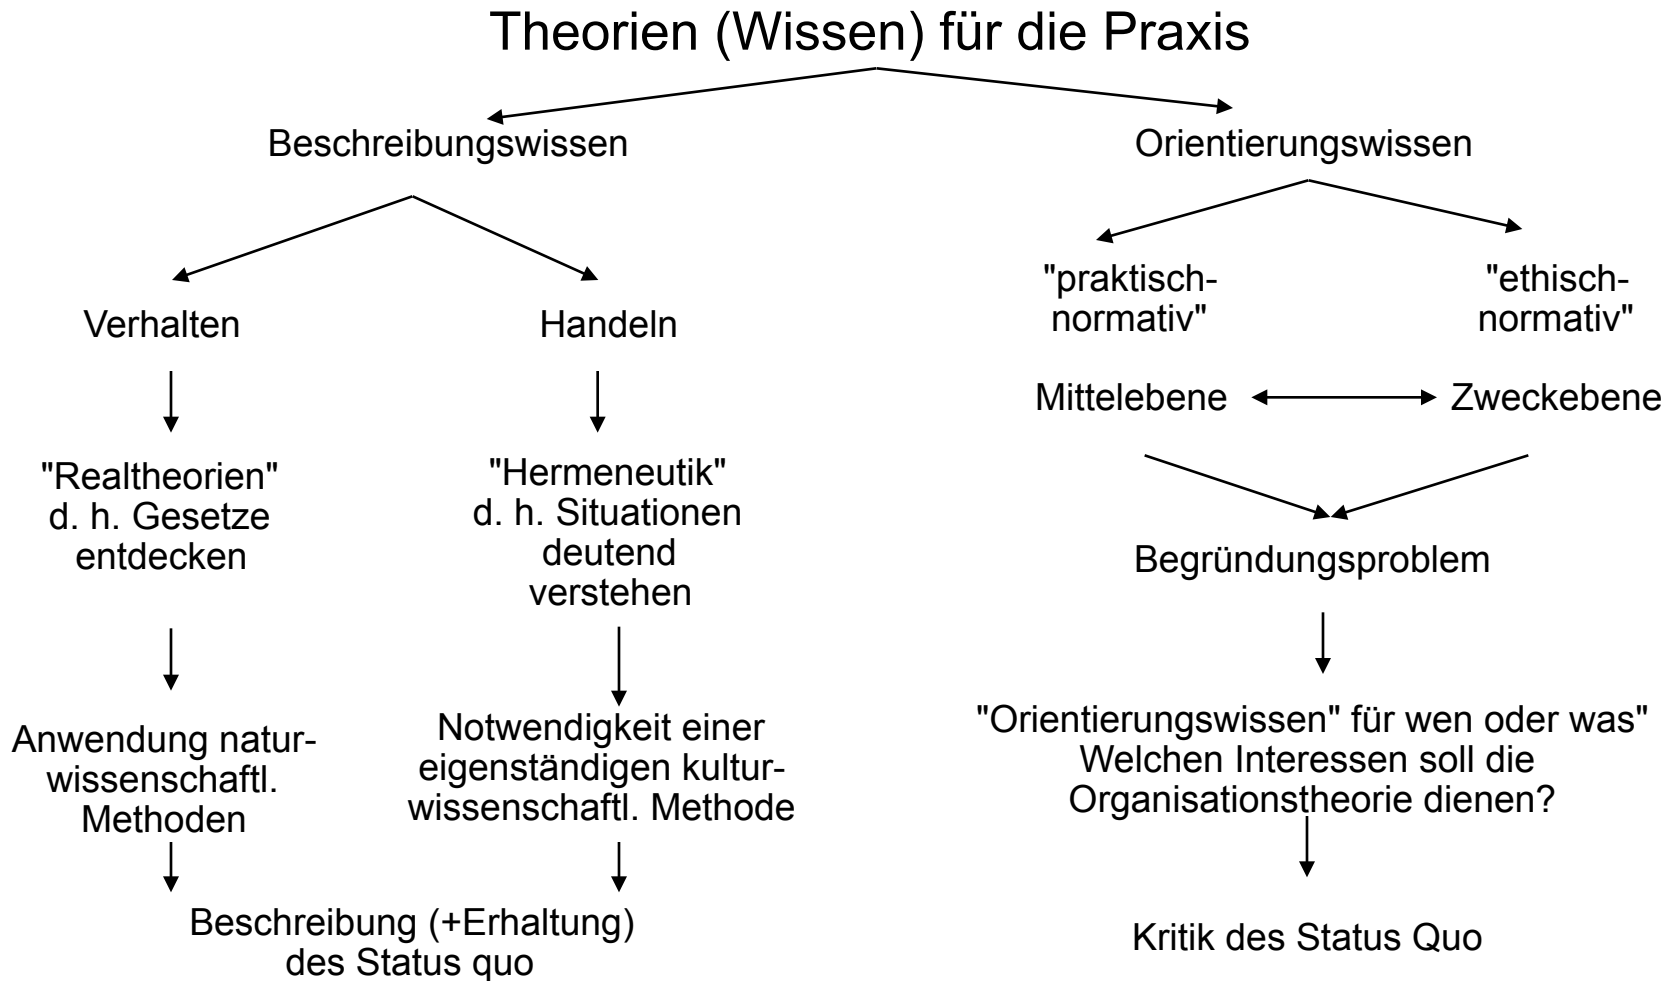 Theorien (Wissen) für die Praxis
Beschreibungswissen
Orientierungswissen
Verhalten
Handeln
"praktisch-
normativ"
"ethisch-
normativ"
Mittelebene
Zweckebene
"Realtheorien"
d. h. Gesetze
entdecken
"Hermeneutik"
d. h. Situationen
deutend
verstehen
Begründungsproblem
Anwendung natur-
wissenschaftl.
Methoden
Notwendigkeit einer
eigenständigen kultur-
wissenschaftl. Methode
"Orientierungswissen" für wen oder was"
Welchen Interessen soll die
Organisationstheorie dienen?
Beschreibung (+Erhaltung)
des Status quo
Kritik des Status Quo